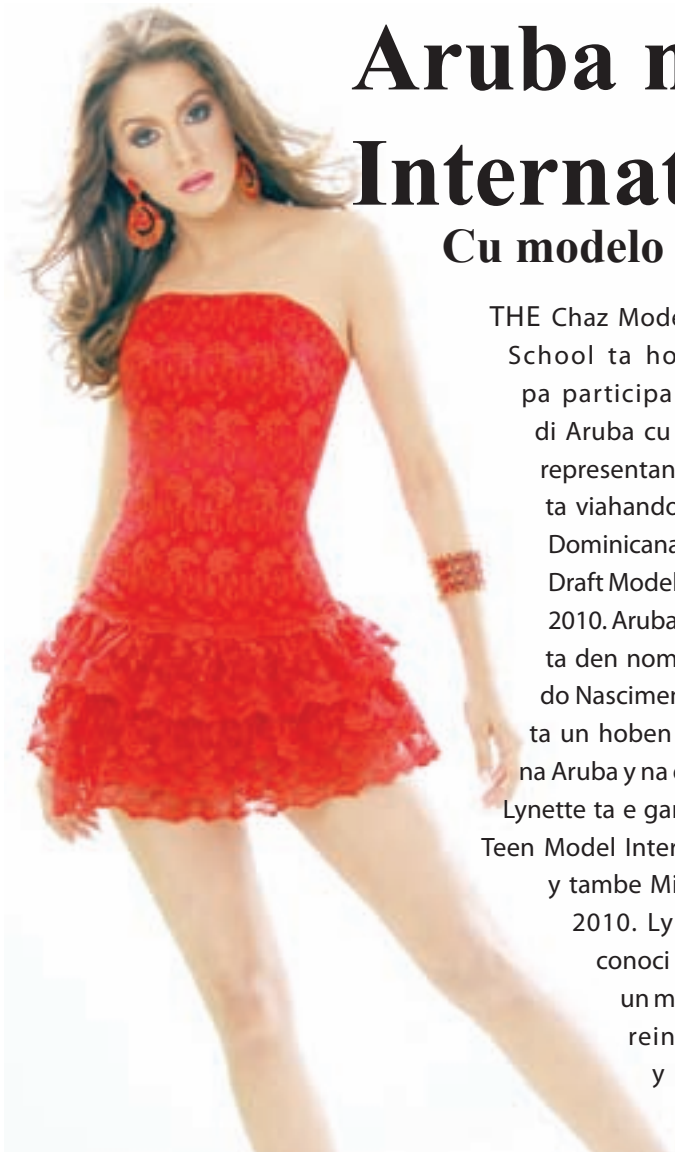 Aruba
Internat
Cu modelo
THE Chaz Mode
School ta ho
pa participa
di Aruba cu
representan
ta viahando
Dominicana
Draft Model
2010. Aruba
ta den nom
do Nascimen
ta un hoben
na Aruba y na
Lynette ta e gan
Teen Model Inter
y tambe Mi
2010. Ly
conoci
un m
rein
y